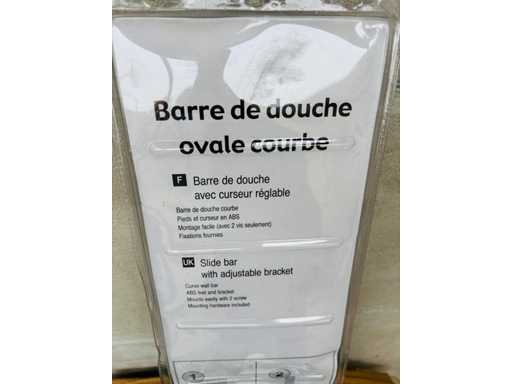 Barre de douche
ovale courbe
F Barre de douche
avec curseur réglable
Barre de douche courbe
Pieds et curseur en ABS
Montage facile (avec 2 vis seulement)
Fixations fournies
UK Slide bar
with adjustable bracket
Curve wall bar
ABS feet and bracket
Mounts easily with 2 screw
Mounting hardware included
1
2